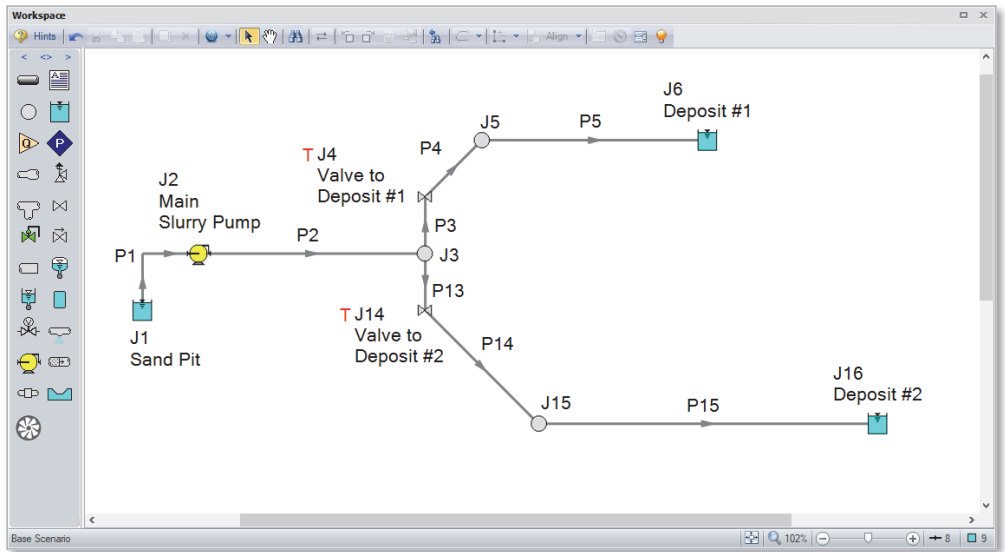 Workspace
Hints
Align
< <> >
A
Q
P
J6
Deposit #1
J5
P5
P4
T J4
Valve to
Deposit #1
J2
Main
Slurry Pump
P2
P3
P1
J3
P13
T J14
Valve to
Deposit #2
J1
Sand Pit
P14
J16
Deposit #2
J15
P15
Base Scenario
102%
8
9